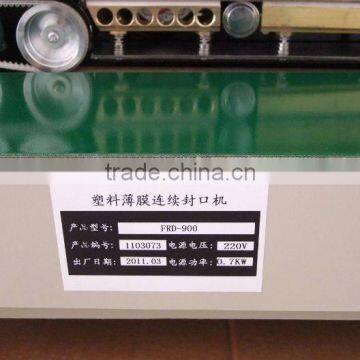 trade.china.cn
塑料薄膜连续封口机
产品型号: FRD-900
产品编号: 1103073 电源电压: 220V
出厂日期: 2011.03 电源功率: 0.7KW